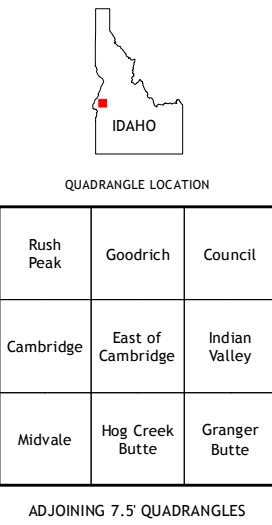 IDAHO
QUADRANGLE LOCATION
Rush
Peak
Goodrich
Council
Cambridge
East of
Cambridge
Indian
Valley
Midvale
Hog Creek
Butte
Granger
Butte
ADJOINING 7.5' QUADRANGLES